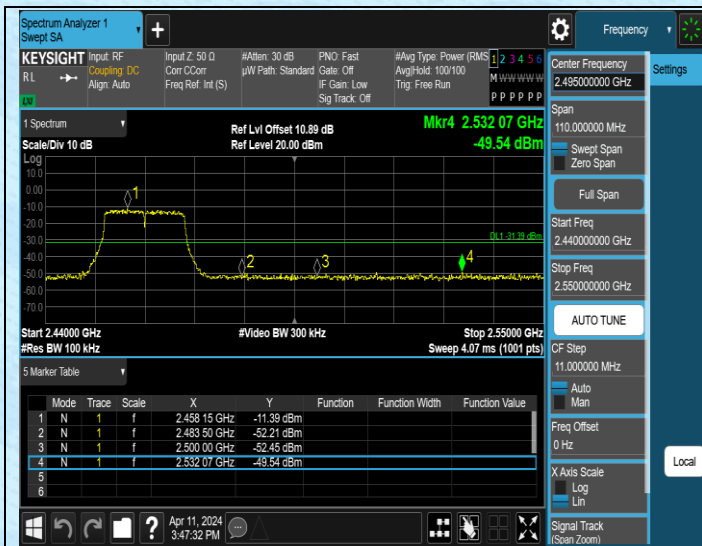 Spectrum Analyzer 1
Swept SA
Frequency
KEYSIGHT
Input: RF
Input Z: 50 Ω
#Atten: 30 dB
PNO: Fast
#Avg Type: Power (RMS
1 2 3 4 5 6
R L
Coupling: DC
Corr CCorr
µW Path: Standard
Gate: Off
Avg|Hold: 100/100
M W W W W W
Align: Auto
Freq Ref: Int (S)
IF Gain: Low
Trig: Free Run
Sig Track: Off
P P P P P P
LXI
1 Spectrum
Ref Lvl Offset 10.89 dB
Mkr4 2.532 07 GHz
Scale/Div 10 dB
Ref Level 20.00 dBm
-49.54 dBm
Log
10.0
0.00
-10.0
-20.0
-30.0
-40.0
-50.0
-60.0
-70.0
1
2
3
4
DL1 -31.39 dBm
Start 2.44000 GHz
#Video BW 300 kHz
Stop 2.55000 GHz
#Res BW 100 kHz
Sweep 4.07 ms (1001 pts)
5 Marker Table
Mode Trace Scale X Y Function Function Width Function Value
1 N 1 f 2.458 15 GHz -11.39 dBm
2 N 1 f 2.483 50 GHz -52.21 dBm
3 N 1 f 2.500 00 GHz -52.45 dBm
4 N 1 f 2.532 07 GHz -49.54 dBm
5
6
Apr 11, 2024
3:47:32 PM
?
Center Frequency
2.495000000 GHz
Span
110.000000 MHz
Swept Span
Zero Span
Full Span
Start Freq
2.440000000 GHz
Stop Freq
2.550000000 GHz
AUTO TUNE
CF Step
11.000000 MHz
Auto
Man
Freq Offset
0 Hz
X Axis Scale
Log
Lin
Signal Track
(Span Zoom)
Settings
Local